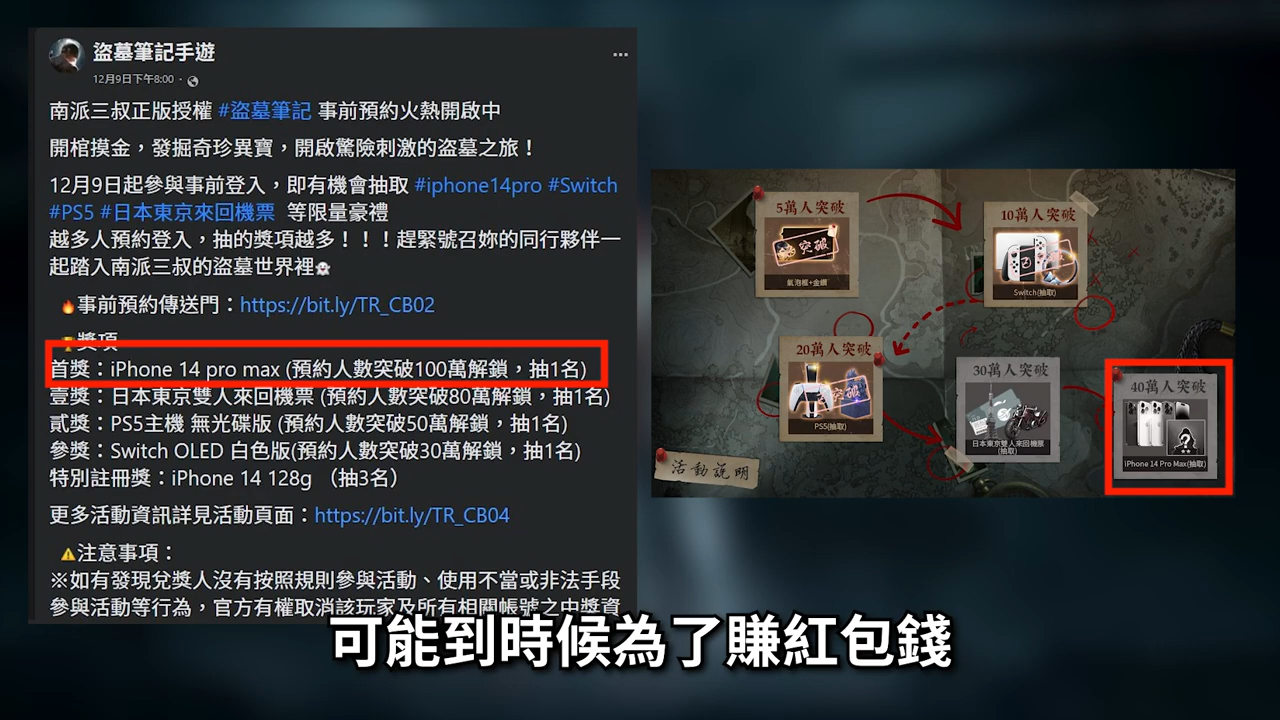 盜墓筆記手遊
12月9日下午8:00
南派三叔正版授權 #盜墓筆記 事前預約火熱開啟中
開棺摸金，發掘奇珍異寶，開啟驚險刺激的盜墓之旅！
12月9日起參與事前登入，即有機會抽取 #iphone14pro #Switch
#PS5 #日本東京來回機票 等限量豪禮
越多人預約登入，抽的獎項越多！！！趕緊號召妳的同行夥伴一
起踏入南派三叔的盜墓世界裡
事前預約傳送門：https://bit.ly/TR_CB02
獎項
首獎：iPhone 14 pro max (預約人數突破100萬解鎖，抽1名)
壹獎：日本東京雙人來回機票 (預約人數突破80萬解鎖，抽1名)
貳獎：PS5主機 無光碟版 (預約人數突破50萬解鎖，抽1名)
參獎：Switch OLED 白色版(預約人數突破30萬解鎖，抽1名)
特別註冊獎：iPhone 14 128g （抽3名）
更多活動資訊詳見活動頁面：https://bit.ly/TR_CB04
注意事項：
※如有發現兌獎人沒有按照規則參與活動、使用不當或非法手段
參與活動等行為，官方有權取消該玩家及所有相關帳號之中獎資
5萬人突破
突破
氣泡框+金鑽
10萬人突破
Switch(抽取)
20萬人突破
突破
PS5(抽取)
30萬人突破
日本東京雙人來回機票
(抽取)
40萬人突破
IPhone 14 Pro Max(抽取)
活動說明
可能到時候為了賺紅包錢